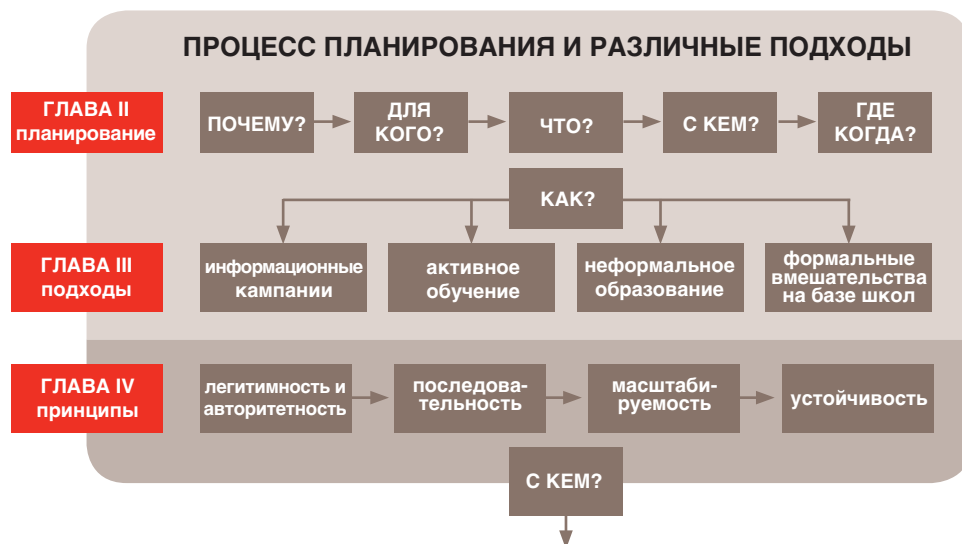 ПРОЦЕСС ПЛАНИРОВАНИЯ И РАЗЛИЧНЫЕ ПОДХОДЫ
ГЛАВА II
планирование
ПОЧЕМУ?
ДЛЯ
КОГО?
ЧТО?
С КЕМ?
ГДЕ
КОГДА?
КАК?
ГЛАВА III
подходы
информационные
кампании
активное
обучение
неформальное
образование
формальные
вмешательства
на базе школ
ГЛАВА IV
принципы
легитимность и
авторитетность
последова-
тельность
масштаби-
руемость
устойчивость
С КЕМ?